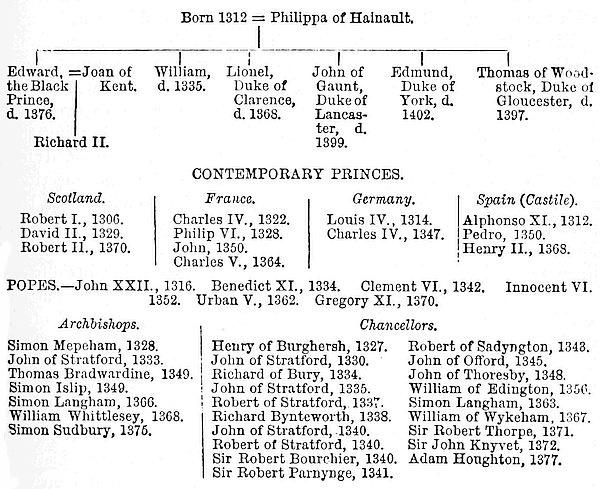 Born 1312 = Philippa of Hainault.
Edward, = Joan of
the Black Kent.
Prince,
d. 1376.
Richard II.
William,
d. 1335.
Lionel,
Duke of
Clarence,
d. 1368.
John of
Gaunt,
Duke of
Lancas-
ter, d.
1399.
Edmund,
Duke of
York, d.
1402.
Thomas of Wood-
stock, Duke of
Gloucester, d.
1397.
CONTEMPORARY PRINCES.
Scotland.
Robert I., 1306.
David II., 1329.
Robert II., 1370.
France.
Charles IV., 1322.
Philip VI., 1328.
John, 1350.
Charles V., 1364.
Germany.
Louis IV., 1314.
Charles IV., 1347.
Spain (Castile).
Alphonso XI., 1312.
Pedro, 1350.
Henry II., 1368.
POPES.—John XXII., 1316. Benedict XI., 1334. Clement VI., 1342. Innocent VI.
1352. Urban V., 1362. Gregory XI., 1370.
Archbishops.
Simon Mepeham, 1328.
John of Stratford, 1333.
Thomas Bradwardine, 1349.
Simon Islip, 1349.
Simon Langham, 1366.
William Whittlesey, 1368.
Simon Sudbury, 1375.
Chancellors.
Henry of Burghersh, 1327.
John of Stratford, 1330.
Richard of Bury, 1334.
John of Stratford, 1335.
Robert of Stratford, 1337.
Richard Bynteworth, 1338.
John of Stratford, 1340.
Robert of Stratford, 1340.
Sir Robert Bourchier, 1340.
Sir Robert Parnynge, 1341.
Robert of Sadyngton, 1343.
John of Offord, 1345.
John of Thoresby, 1348.
William of Edington, 1356.
Simon Langham, 1363.
William of Wykeham, 1367.
Sir Robert Thorpe, 1371.
Sir John Knyvet, 1372.
Adam Houghton, 1377.